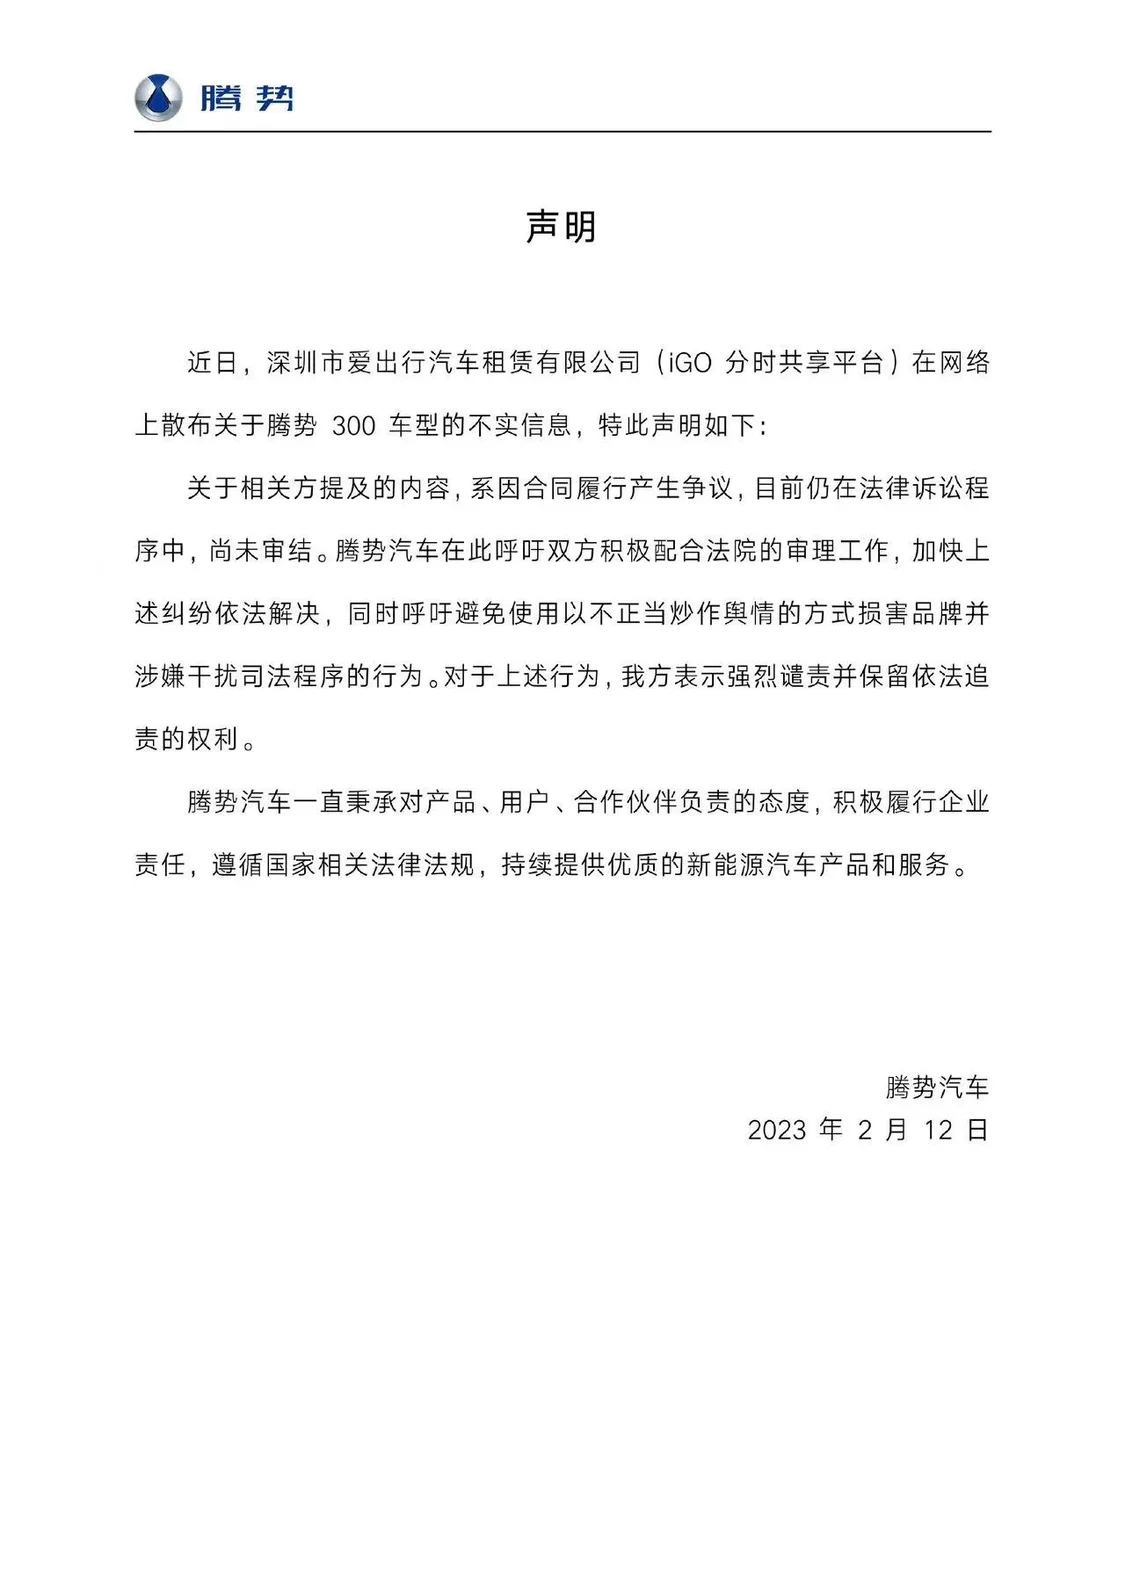 腾势
声明
近日，深圳市爱出行汽车租赁有限公司（iGO 分时共享平台）在网络
上散布关于腾势 300 车型的不实信息，特此声明如下：
关于相关方提及的内容，系因合同履行产生争议，目前仍在法律诉讼程
序中，尚未审结。腾势汽车在此呼吁双方积极配合法院的审理工作，加快上
述纠纷依法解决，同时呼吁避免使用以不正当炒作舆情的方式损害品牌并
涉嫌干扰司法程序的行为。对于上述行为，我方表示强烈谴责并保留依法追
责的权利。
腾势汽车一直秉承对产品、用户、合作伙伴负责的态度，积极履行企业
责任，遵循国家相关法律法规，持续提供优质的新能源汽车产品和服务。
腾势汽车
2023 年 2 月 12 日